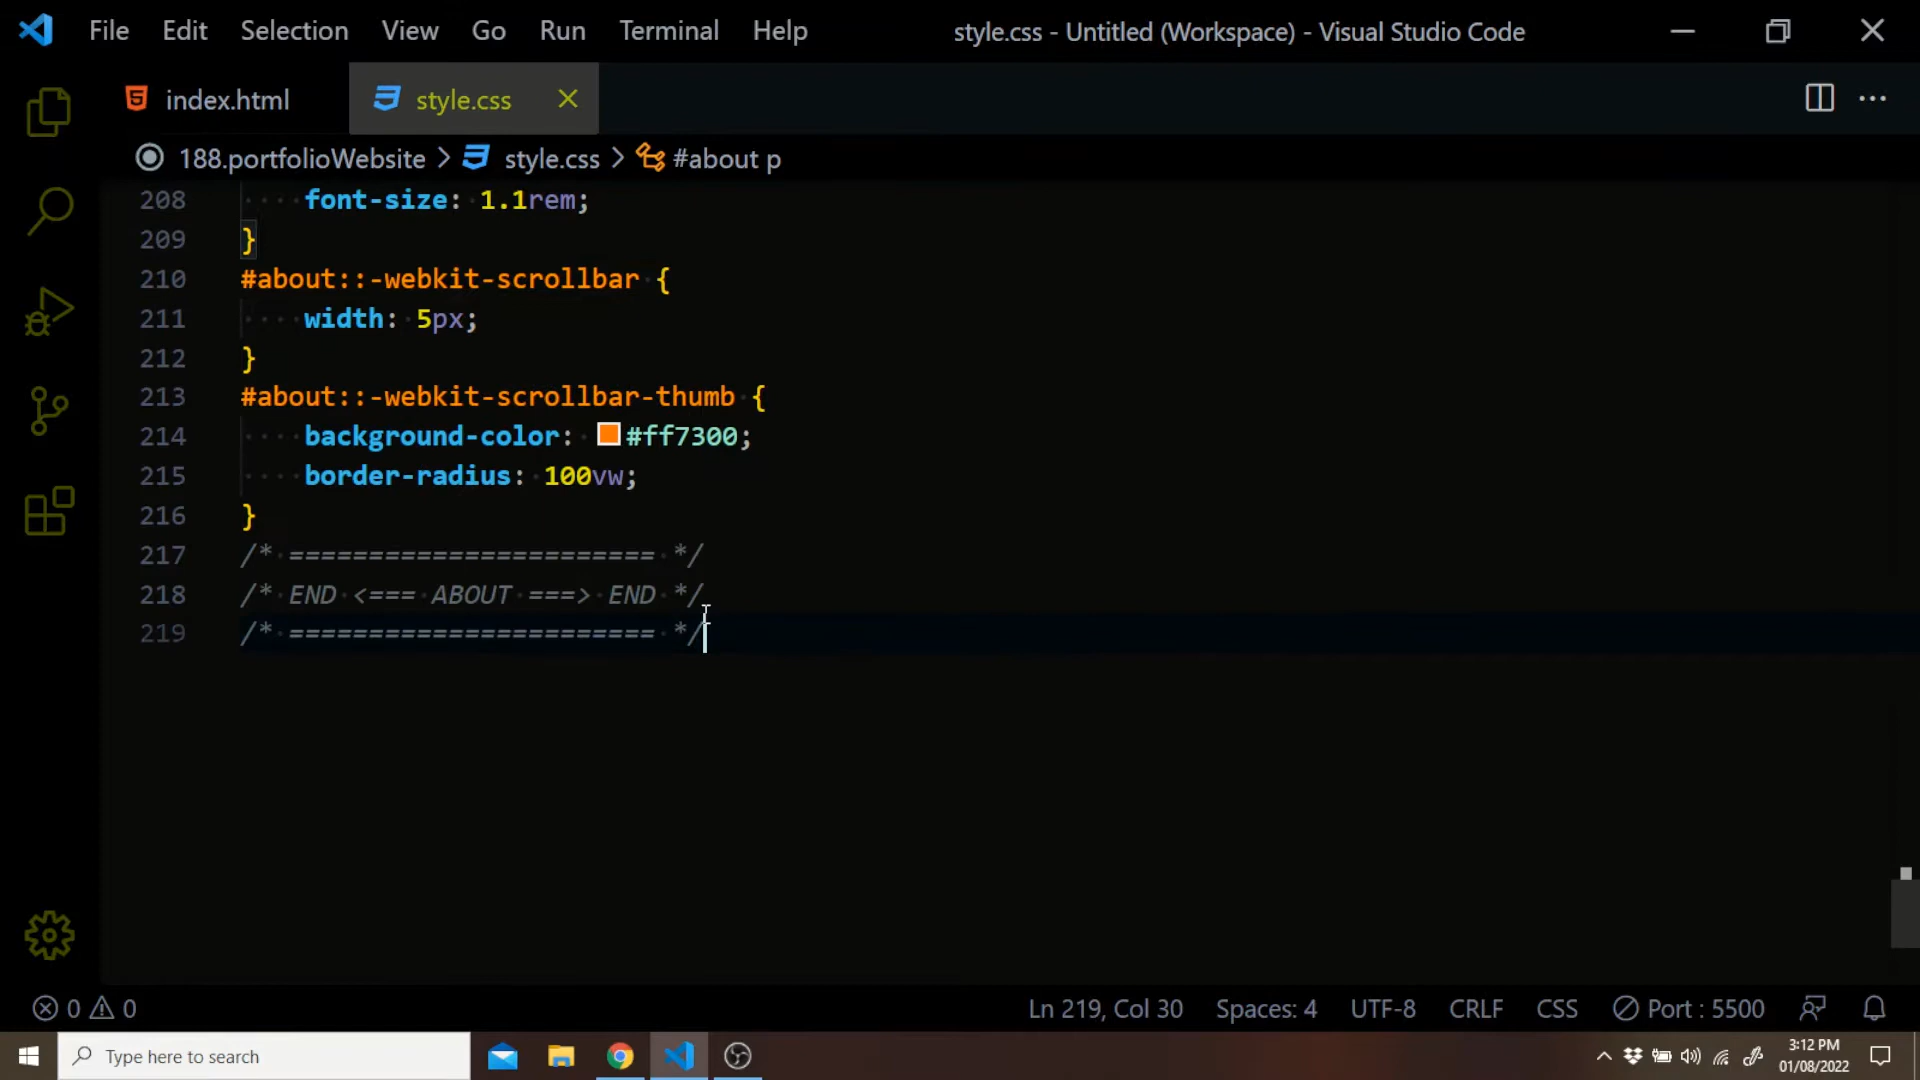 File Edit Selection View Go Run Terminal Help style.css - Untitled (Workspace) - Visual Studio Code
index.html style.css
188.portfolioWebsite > style.css > #about p
208 font-size: 1.1rem;
209 }
210 #about::-webkit-scrollbar {
211 width: 5px;
212 }
213 #about::-webkit-scrollbar-thumb {
214 background-color: #ff7300;
215 border-radius: 100vw;
216 }
217 /* ======================= */
218 /* END <=== ABOUT ===> END */
219 /* ======================= */
0 0 Ln 219, Col 30 Spaces: 4 UTF-8 CRLF CSS Port : 5500
Type here to search
3:12 PM
01/08/2022